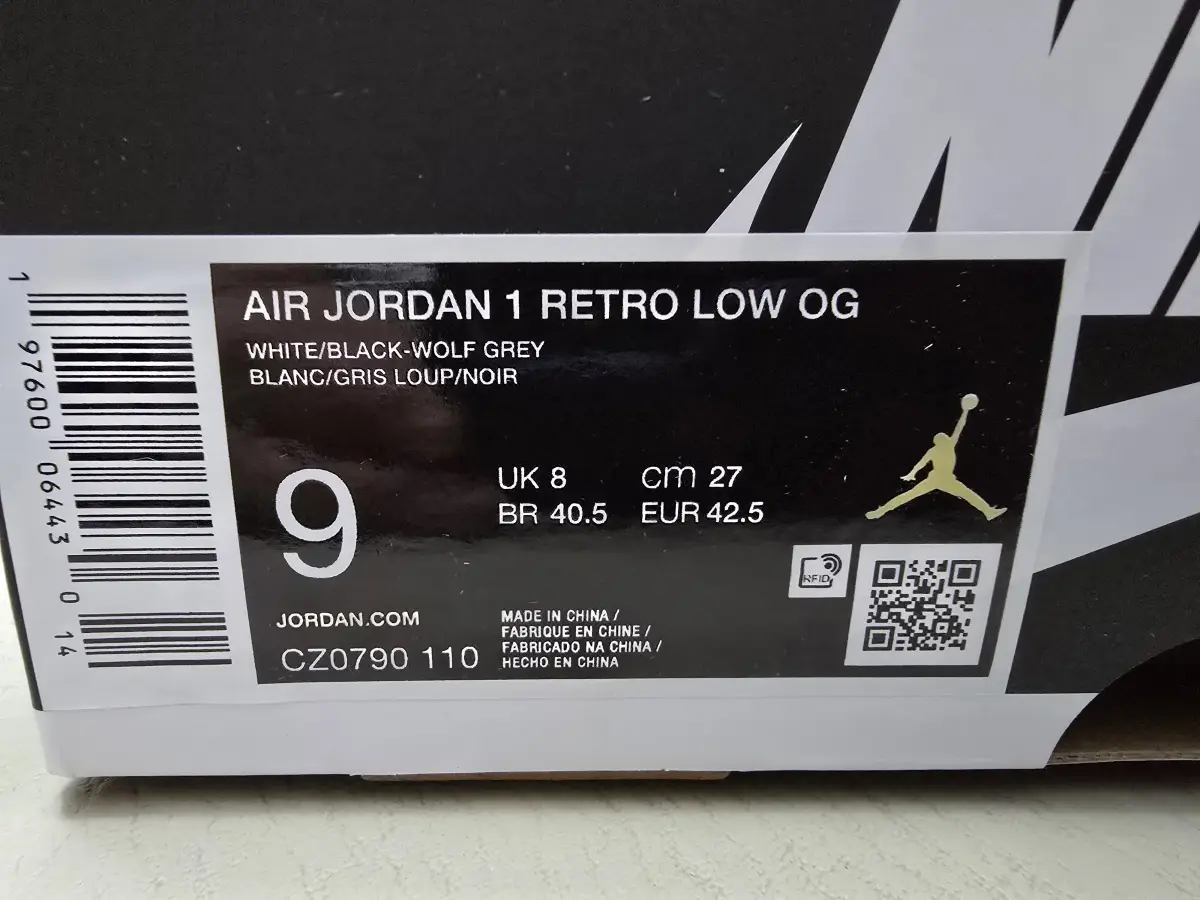 AIR JORDAN 1 RETRO LOW OG
WHITE/BLACK-WOLF GREY
BLANC/GRIS LOUP/NOIR
9
UK 8 cm 27
BR 40.5 EUR 42.5
RFID
JORDAN.COM
CZ0790 110
MADE IN CHINA /
FABRIQUE EN CHINE /
FABRICADO NA CHINA /
HECHO EN CHINA
1 97600 06443 0 14